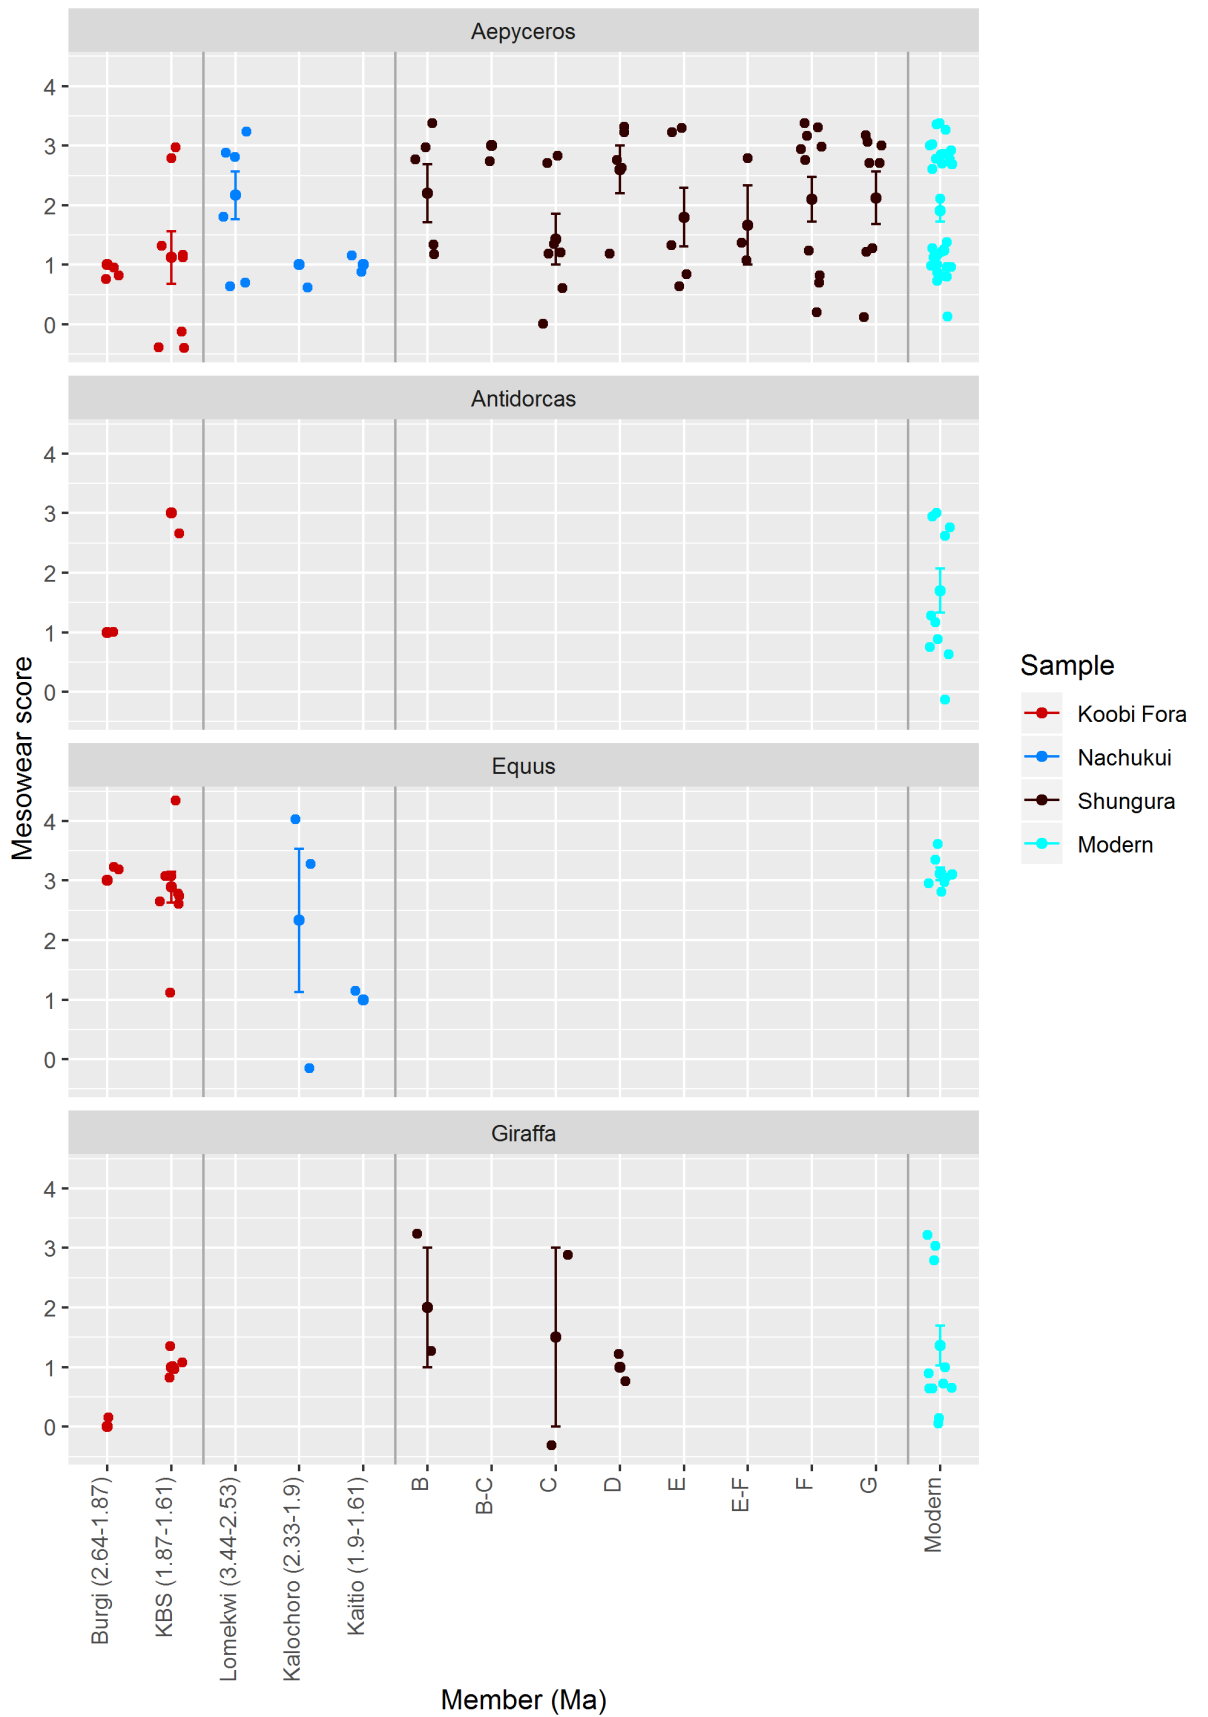 Aepyceros
4
3
2
1
0
Antidorcas
4
3
2
1
0
Equus
4
3
2
1
0
Giraffa
4
3
2
1
0
Mesowear score
Burgi (2.64-1.87)
KBS (1.87-1.61)
Lomekwi (3.44-2.53)
Kalochoro (2.33-1.9)
Kaitio (1.9-1.61)
B
B-C
C
D
E
E-F
F
G
Modern
Member (Ma)
Sample
Koobi Fora
Nachukui
Shungura
Modern